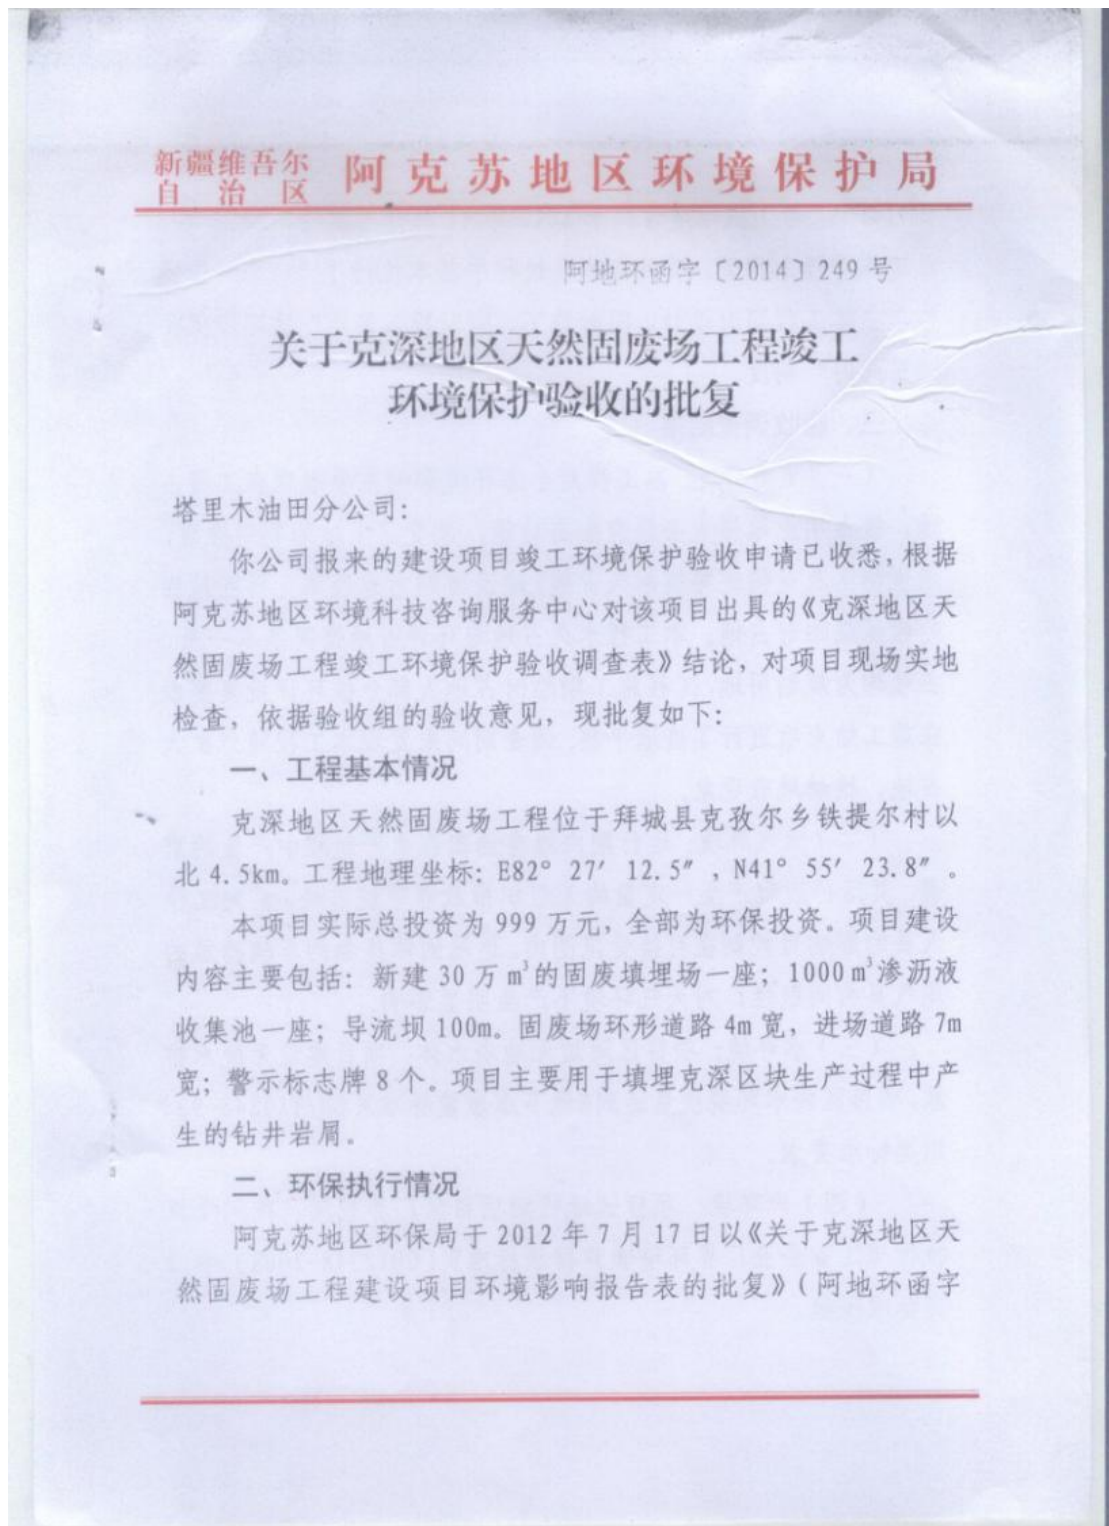 新疆维吾尔
自治区
阿克苏地区环境保护局
阿地环函字〔2014〕249号
关于克深地区天然固废场工程竣工
环境保护验收的批复
塔里木油田分公司：
你公司报来的建设项目竣工环境保护验收申请已收悉，根据
阿克苏地区环境科技咨询服务中心对该项目出具的《克深地区天
然固废场工程竣工环境保护验收调查表》结论，对项目现场实地
检查，依据验收组的验收意见，现批复如下：
一、工程基本情况
克深地区天然固废场工程位于拜城县克孜尔乡铁提尔村以
北4.5km。工程地理坐标：E82° 27′ 12.5″，N41° 55′ 23.8″。
本项目实际总投资为999万元，全部为环保投资。项目建设
内容主要包括：新建30万m³的固废填埋场一座；1000m³渗沥液
收集池一座；导流坝100m。固废场环形道路4m宽，进场道路7m
宽；警示标志牌8个。项目主要用于填埋克深区块生产过程中产
生的钻井岩屑。
二、环保执行情况
阿克苏地区环保局于2012年7月17日以《关于克深地区天
然固废场工程建设项目环境影响报告表的批复》（阿地环函字